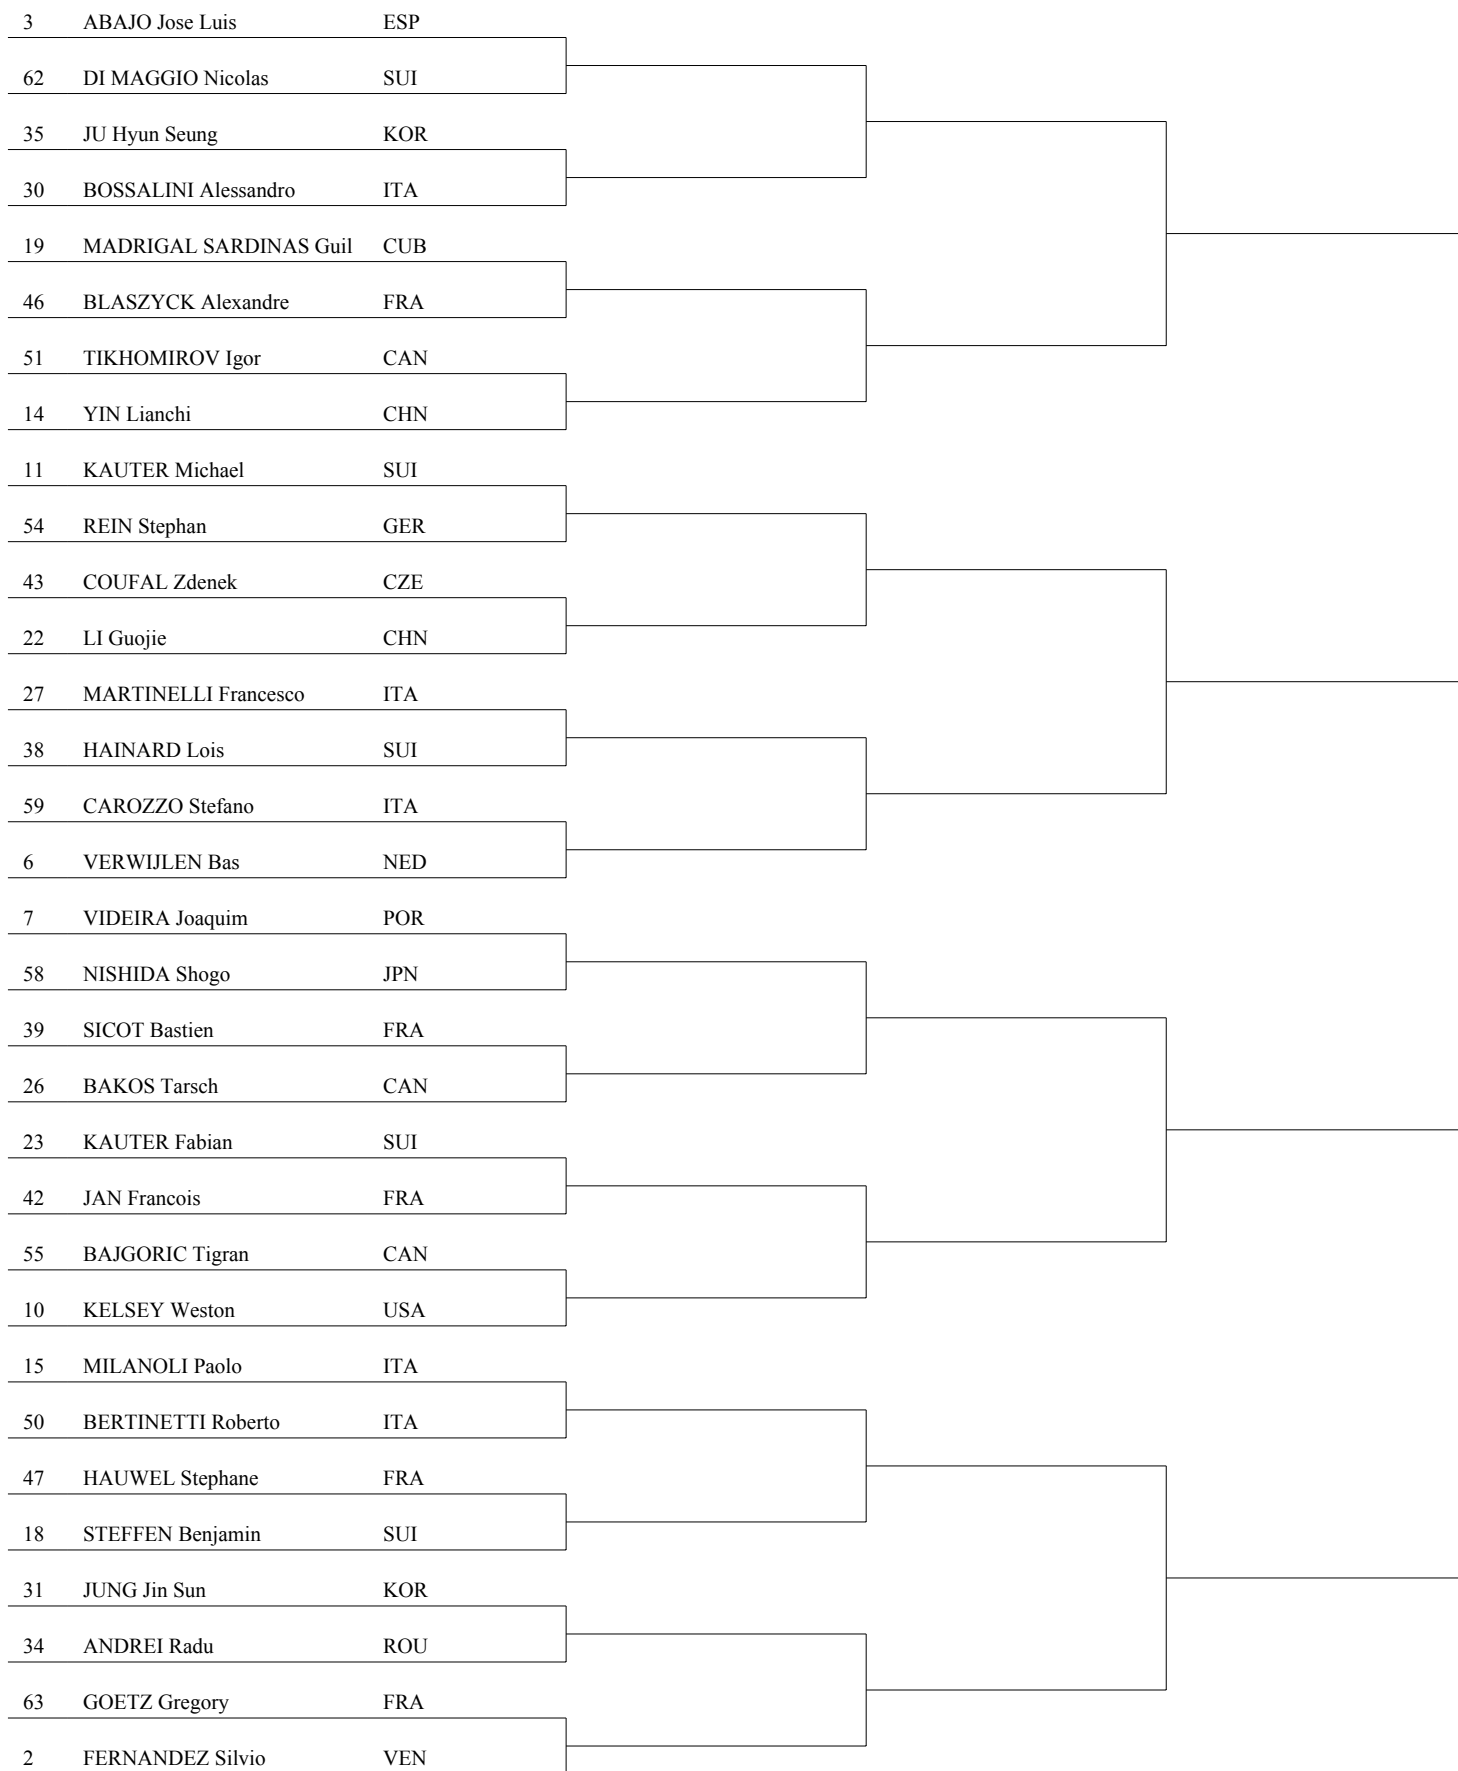 3 ABAJO Jose Luis ESP
62 DI MAGGIO Nicolas SUI
35 JU Hyun Seung KOR
30 BOSSALINI Alessandro ITA
19 MADRIGAL SARDINAS Guil CUB
46 BLASZYCK Alexandre FRA
51 TIKHOMIROV Igor CAN
14 YIN Lianchi CHN
11 KAUTER Michael SUI
54 REIN Stephan GER
43 COUFAL Zdenek CZE
22 LI Guojie CHN
27 MARTINELLI Francesco ITA
38 HAINARD Lois SUI
59 CAROZZO Stefano ITA
6 VERWIJLEN Bas NED
7 VIDEIRA Joaquim POR
58 NISHIDA Shogo JPN
39 SICOT Bastien FRA
26 BAKOS Tarsch CAN
23 KAUTER Fabian SUI
42 JAN Francois FRA
55 BAJGORIC Tigran CAN
10 KELSEY Weston USA
15 MILANOLI Paolo ITA
50 BERTINETTI Roberto ITA
47 HAUWEL Stephane FRA
18 STEFFEN Benjamin SUI
31 JUNG Jin Sun KOR
34 ANDREI Radu ROU
63 GOETZ Gregory FRA
2 FERNANDEZ Silvio VEN